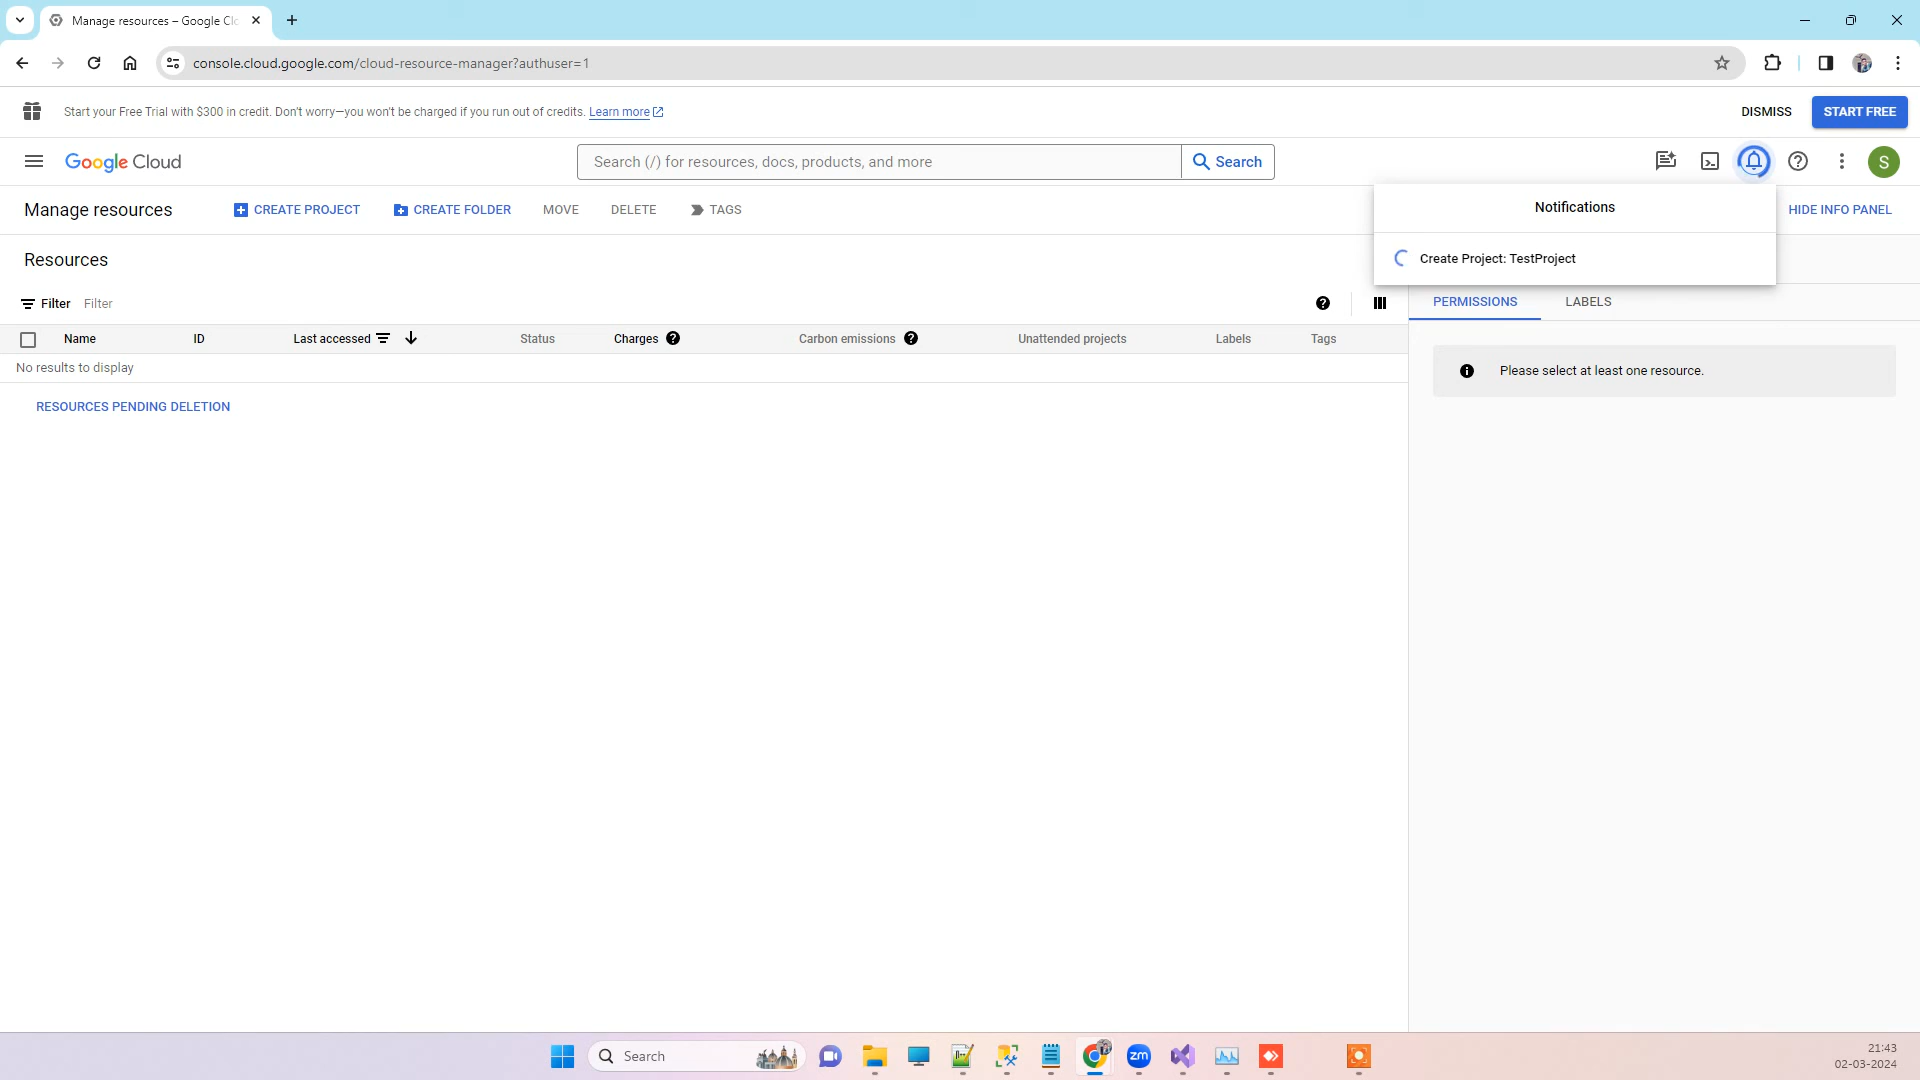 Manage resources – Google Cl
console.cloud.google.com/cloud-resource-manager?authuser=1
Start your Free Trial with $300 in credit. Don't worry—you won't be charged if you run out of credits. Learn more
DISMISS
START FREE
Google Cloud
Search (/) for resources, docs, products, and more
Search
S
Manage resources
CREATE PROJECT
CREATE FOLDER
MOVE
DELETE
TAGS
Notifications
HIDE INFO PANEL
Create Project: TestProject
Resources
Filter Filter
PERMISSIONS
LABELS
Name ID Last accessed Status Charges Carbon emissions Unattended projects Labels Tags
No results to display
Please select at least one resource.
RESOURCES PENDING DELETION
Search
zm
21:43
02-03-2024